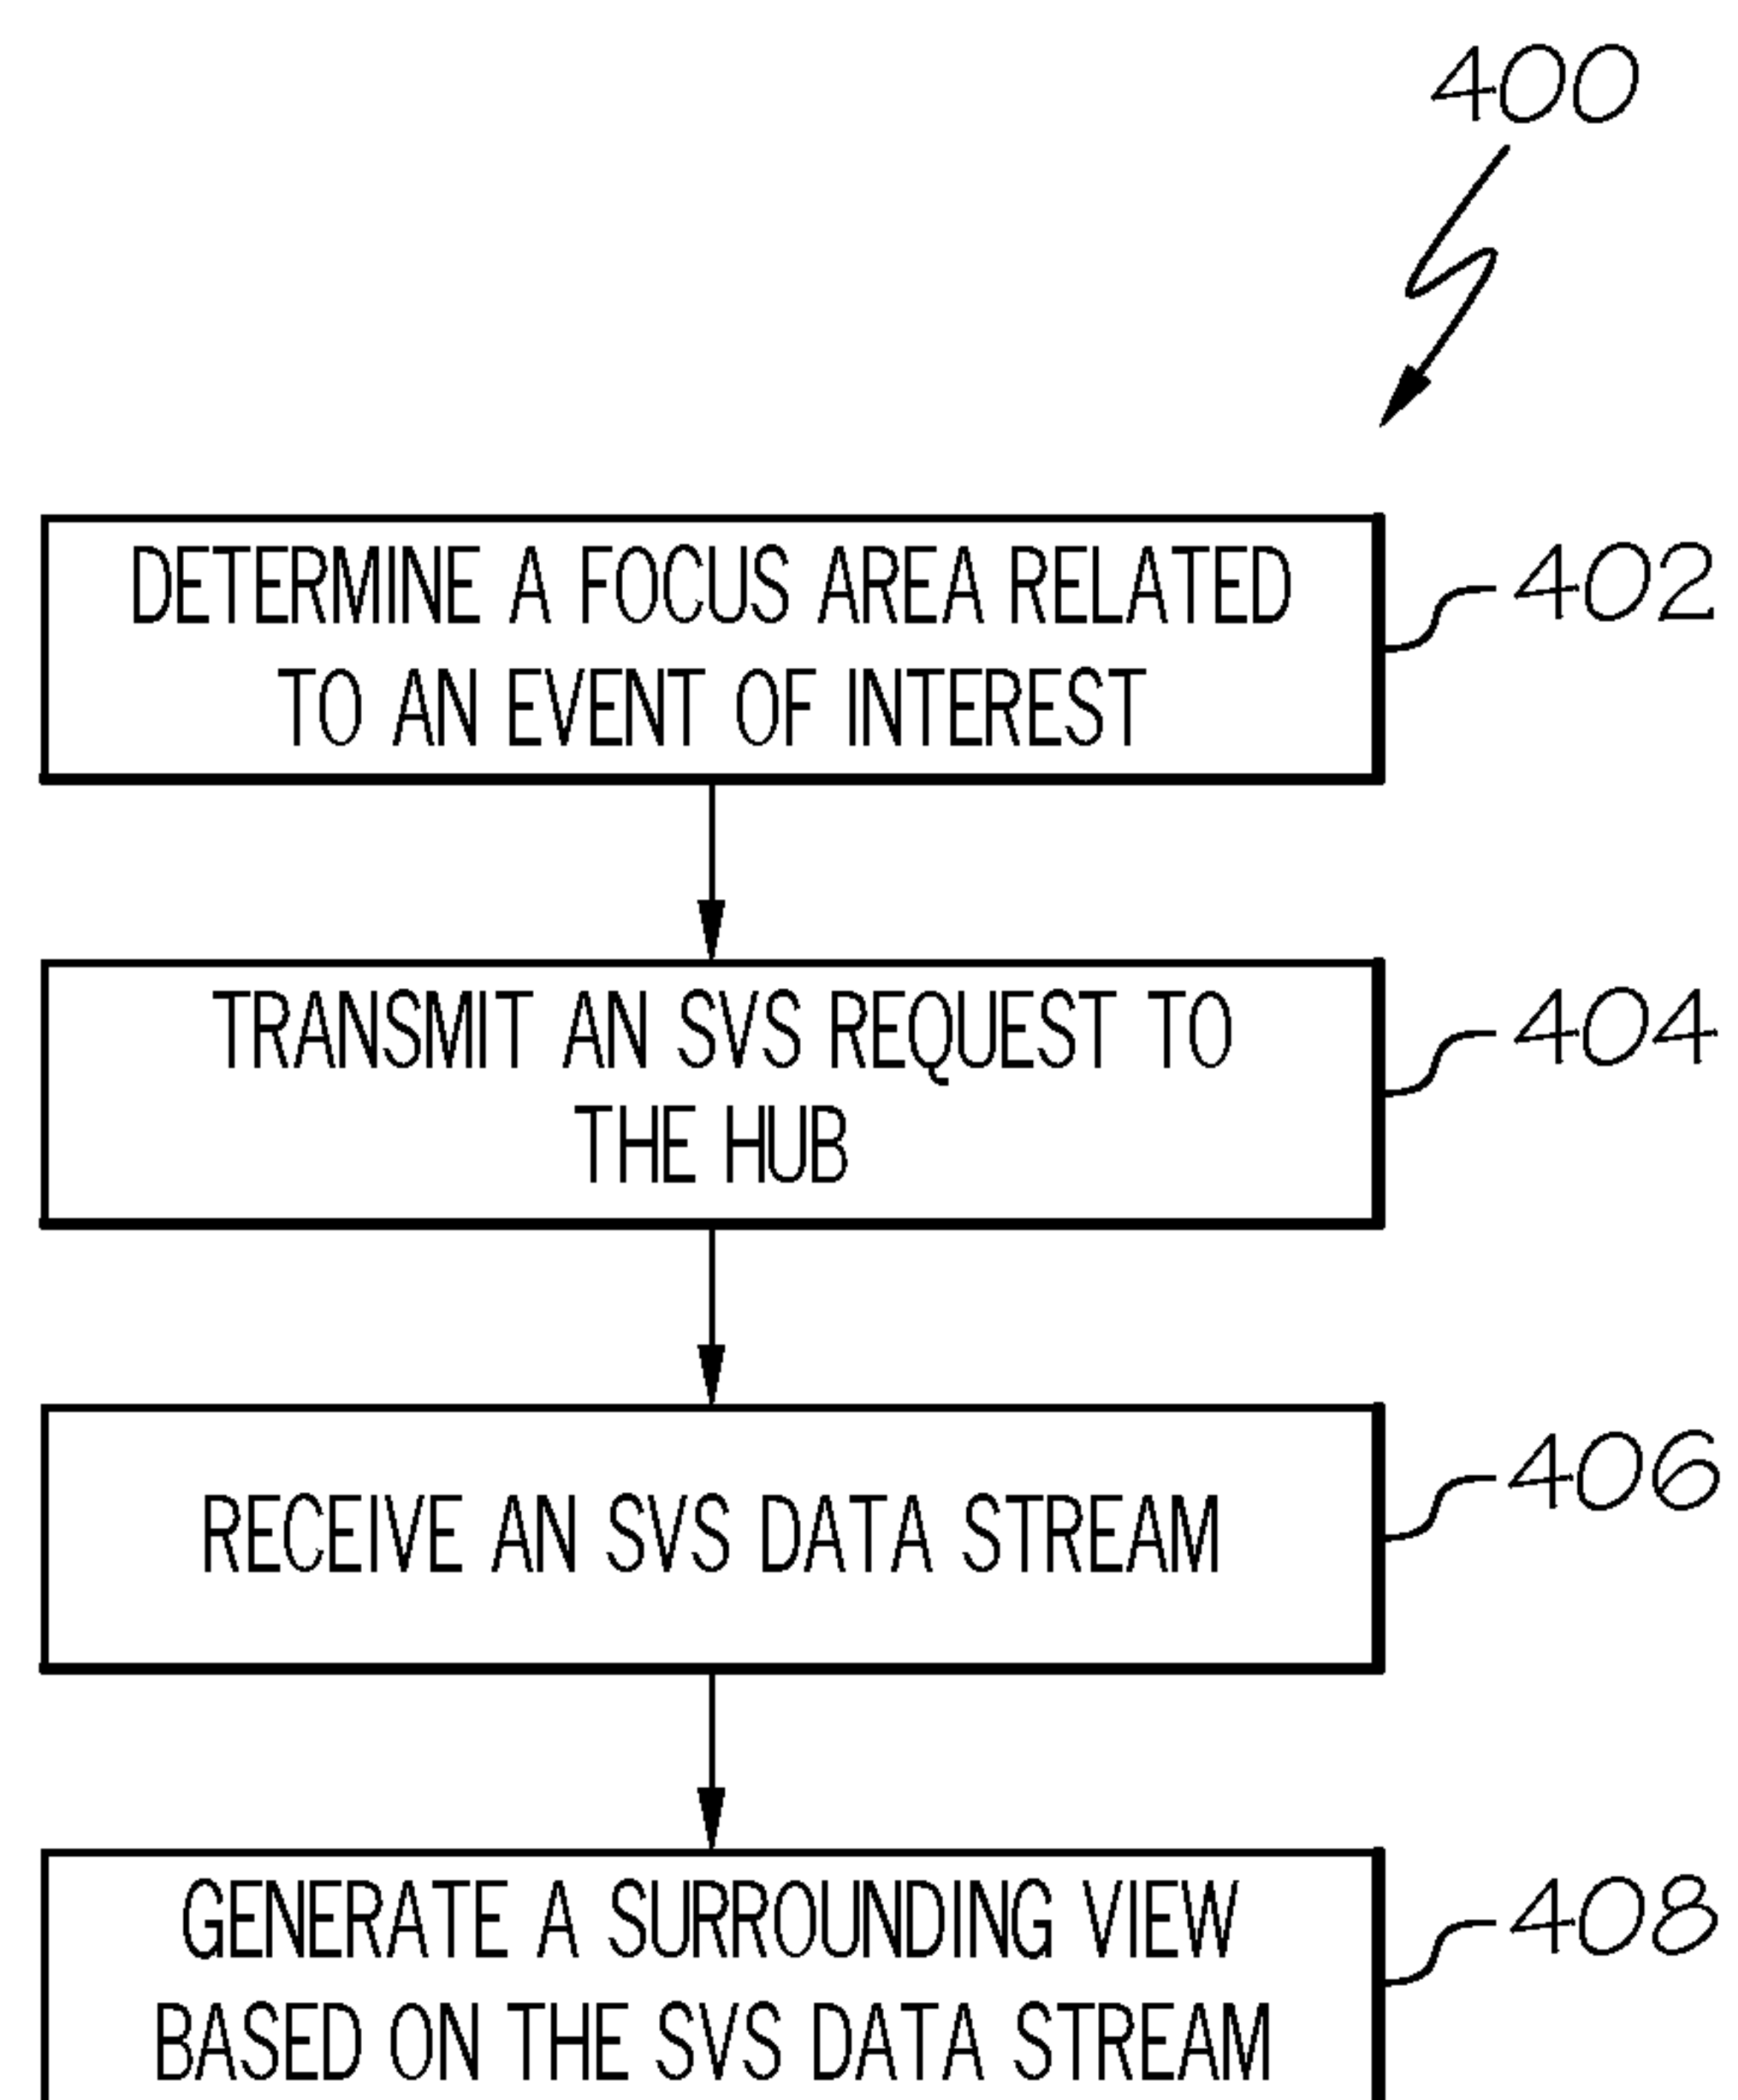 400
DETERMINE A FOCUS AREA RELATED
TO AN EVENT OF INTEREST
402
TRANSMIT AN SVS REQUEST TO
THE HUB
404
RECEIVE AN SVS DATA STREAM
406
GENERATE A SURROUNDING VIEW
BASED ON THE SVS DATA STREAM
408